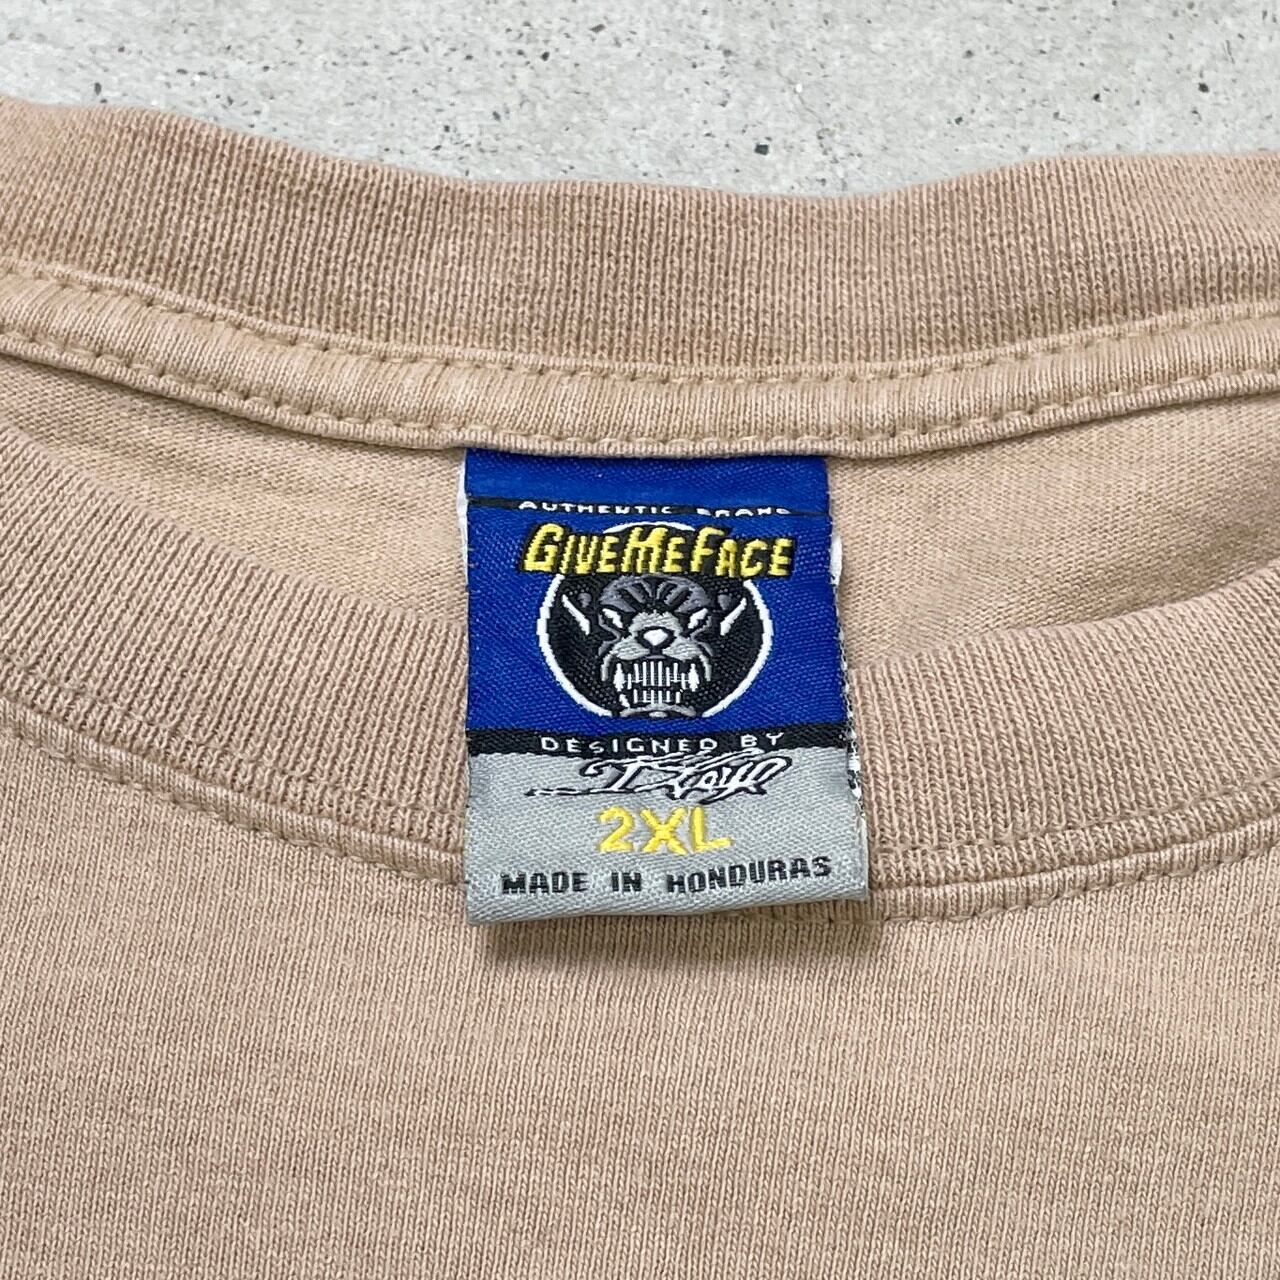 AUTHENTIC BRAND
GIVEMEFACE
DESIGNED BY
2XL
MADE IN HONDURAS